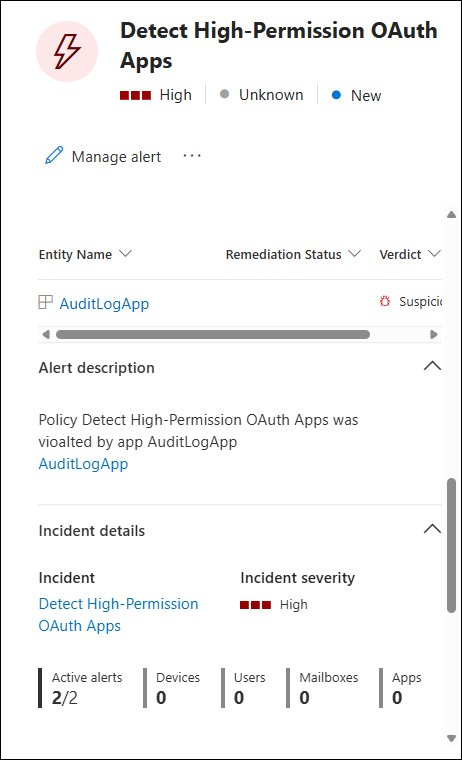 Detect High-Permission OAuth
Apps
High Unknown New
Manage alert ...
Entity Name Remediation Status Verdict
AuditLogApp Suspicio
Alert description
Policy Detect High-Permission OAuth Apps was
vioalted by app AuditLogApp
AuditLogApp
Incident details
Incident Incident severity
Detect High-Permission High
OAuth Apps
Active alerts Devices Users Mailboxes Apps
2/2 0 0 0 0